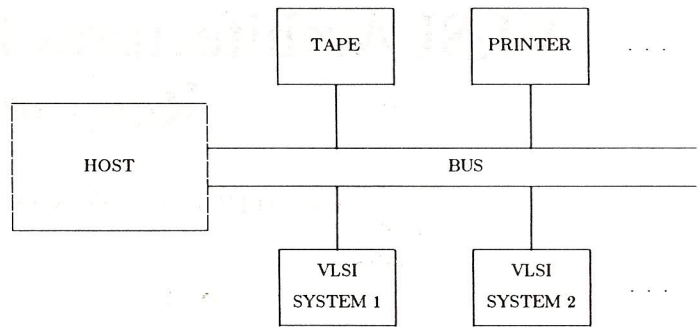 TAPE
PRINTER
. . .
HOST
BUS
VLSI
SYSTEM 1
VLSI
SYSTEM 2
. . .